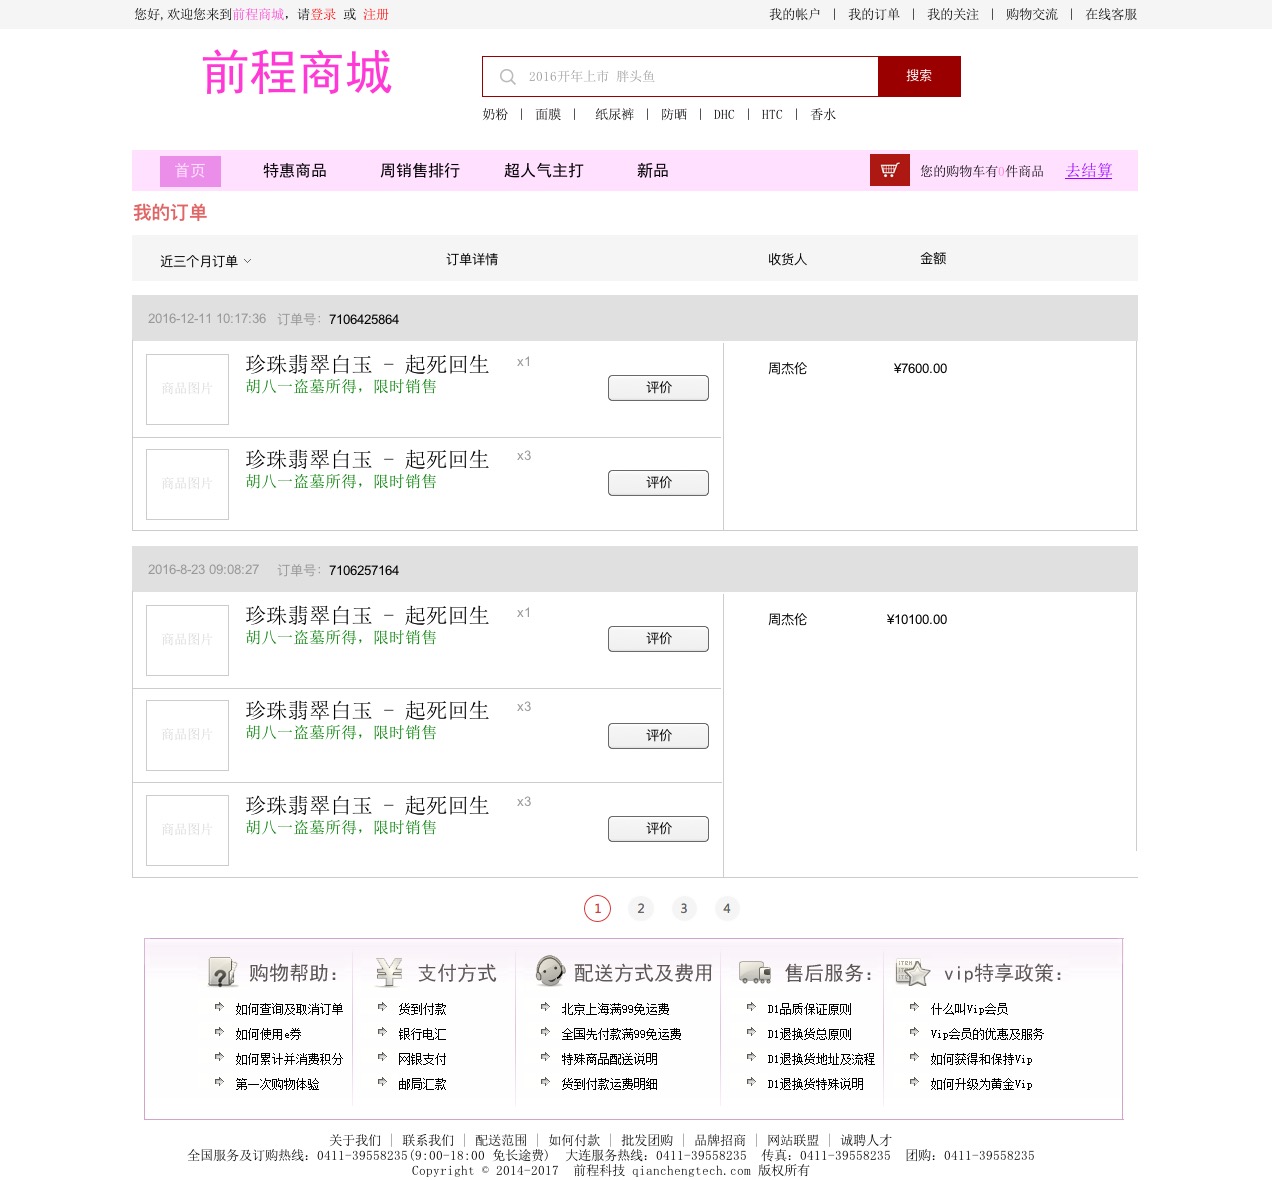 您好,欢迎您来到前程商城，请登录 或 注册
我的帐户 | 我的订单 | 我的关注 | 购物交流 | 在线客服
前程商城
2016开年上市 胖头鱼
搜索
奶粉 | 面膜 | 纸尿裤 | 防晒 | DHC | HTC | 香水
首页 特惠商品 周销售排行 超人气主打 新品
您的购物车有0件商品 去结算
我的订单
近三个月订单 订单详情 收货人 金额
2016-12-11 10:17:36 订单号： 7106425864
商品图片
珍珠翡翠白玉 - 起死回生 x1
胡八一盗墓所得，限时销售
评价
周杰伦 ¥7600.00
商品图片
珍珠翡翠白玉 - 起死回生 x3
胡八一盗墓所得，限时销售
评价
2016-8-23 09:08:27 订单号： 7106257164
商品图片
珍珠翡翠白玉 - 起死回生 x1
胡八一盗墓所得，限时销售
评价
周杰伦 ¥10100.00
商品图片
珍珠翡翠白玉 - 起死回生 x3
胡八一盗墓所得，限时销售
评价
商品图片
珍珠翡翠白玉 - 起死回生 x3
胡八一盗墓所得，限时销售
评价
1 2 3 4
购物帮助：
如何查询及取消订单
如何使用e券
如何累计并消费积分
第一次购物体验
支付方式
货到付款
银行电汇
网银支付
邮局汇款
配送方式及费用
北京上海满99免运费
全国先付款满99免运费
特殊商品配送说明
货到付款运费明细
售后服务：
D1品质保证原则
D1退换货总原则
D1退换货地址及流程
D1退换货特殊说明
vip特享政策：
什么叫Vip会员
Vip会员的优惠及服务
如何获得和保持Vip
如何升级为黄金Vip
关于我们 | 联系我们 | 配送范围 | 如何付款 | 批发团购 | 品牌招商 | 网站联盟 | 诚聘人才
全国服务及订购热线：0411-39558235(9:00-18:00 免长途费） 大连服务热线：0411-39558235 传真：0411-39558235 团购：0411-39558235
Copyright © 2014-2017 前程科技 qianchengtech.com 版权所有